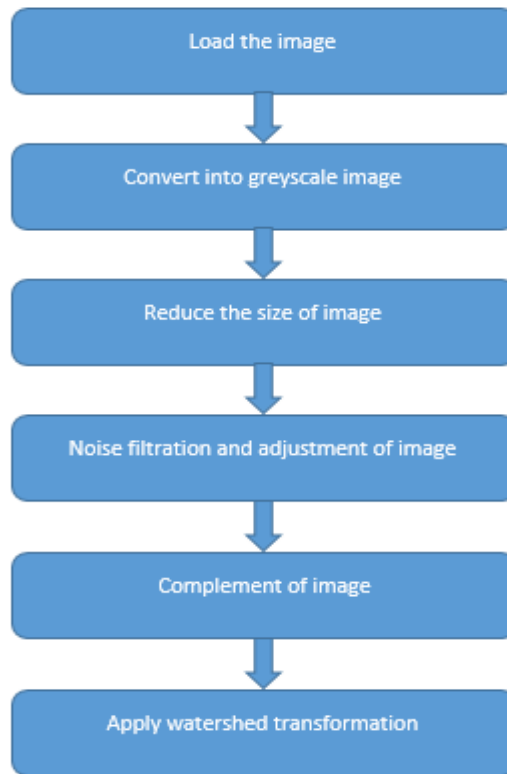 Load the image
Convert into greyscale image
Reduce the size of image
Noise filtration and adjustment of image
Complement of image
Apply watershed transformation